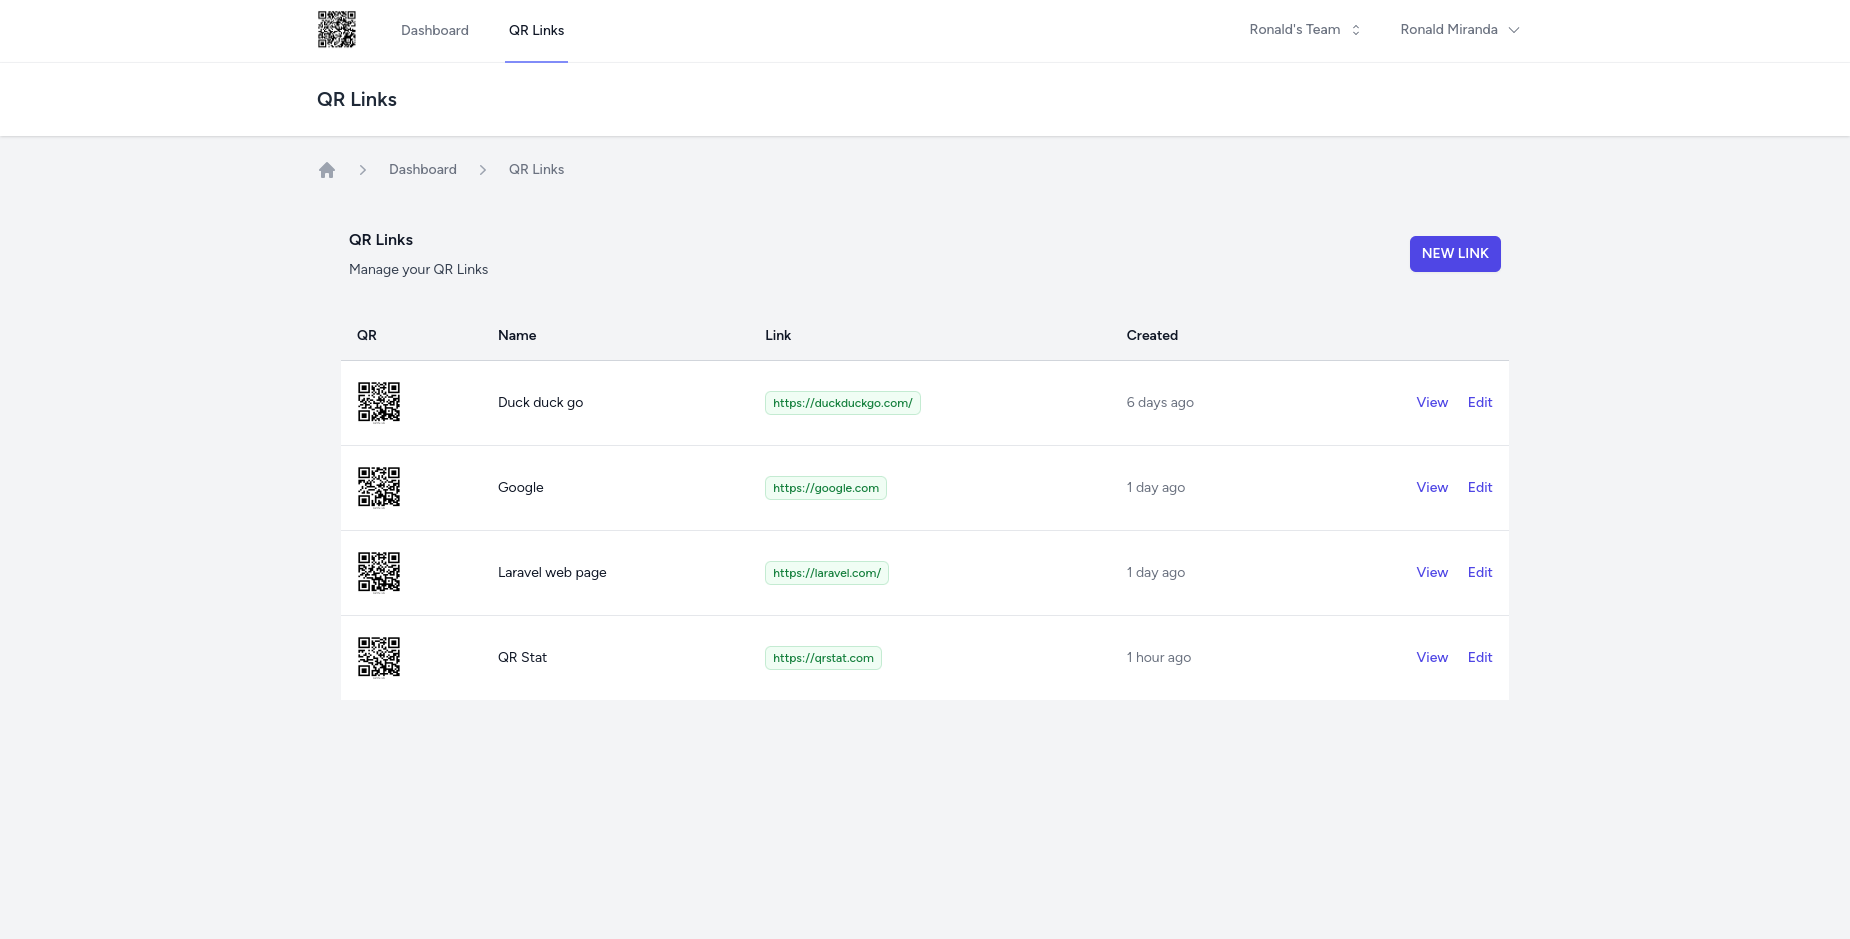 Dashboard QR Links Ronald's Team Ronald Miranda
QR Links
Dashboard QR Links
QR Links
Manage your QR Links
NEW LINK
QR Name Link Created
Duck duck go https://duckduckgo.com/ 6 days ago View Edit
Google https://google.com 1 day ago View Edit
Laravel web page https://laravel.com/ 1 day ago View Edit
QR Stat https://qrstat.com 1 hour ago View Edit